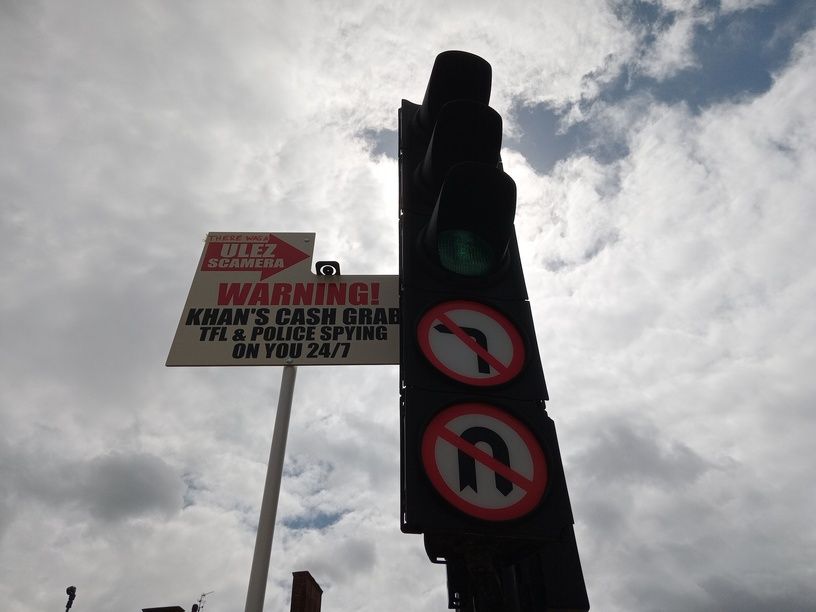 THERE WAS A
ULEZ
SCAMERA
WARNING!
KHAN'S CASH GRAB
TFL & POLICE SPYING
ON YOU 24/7